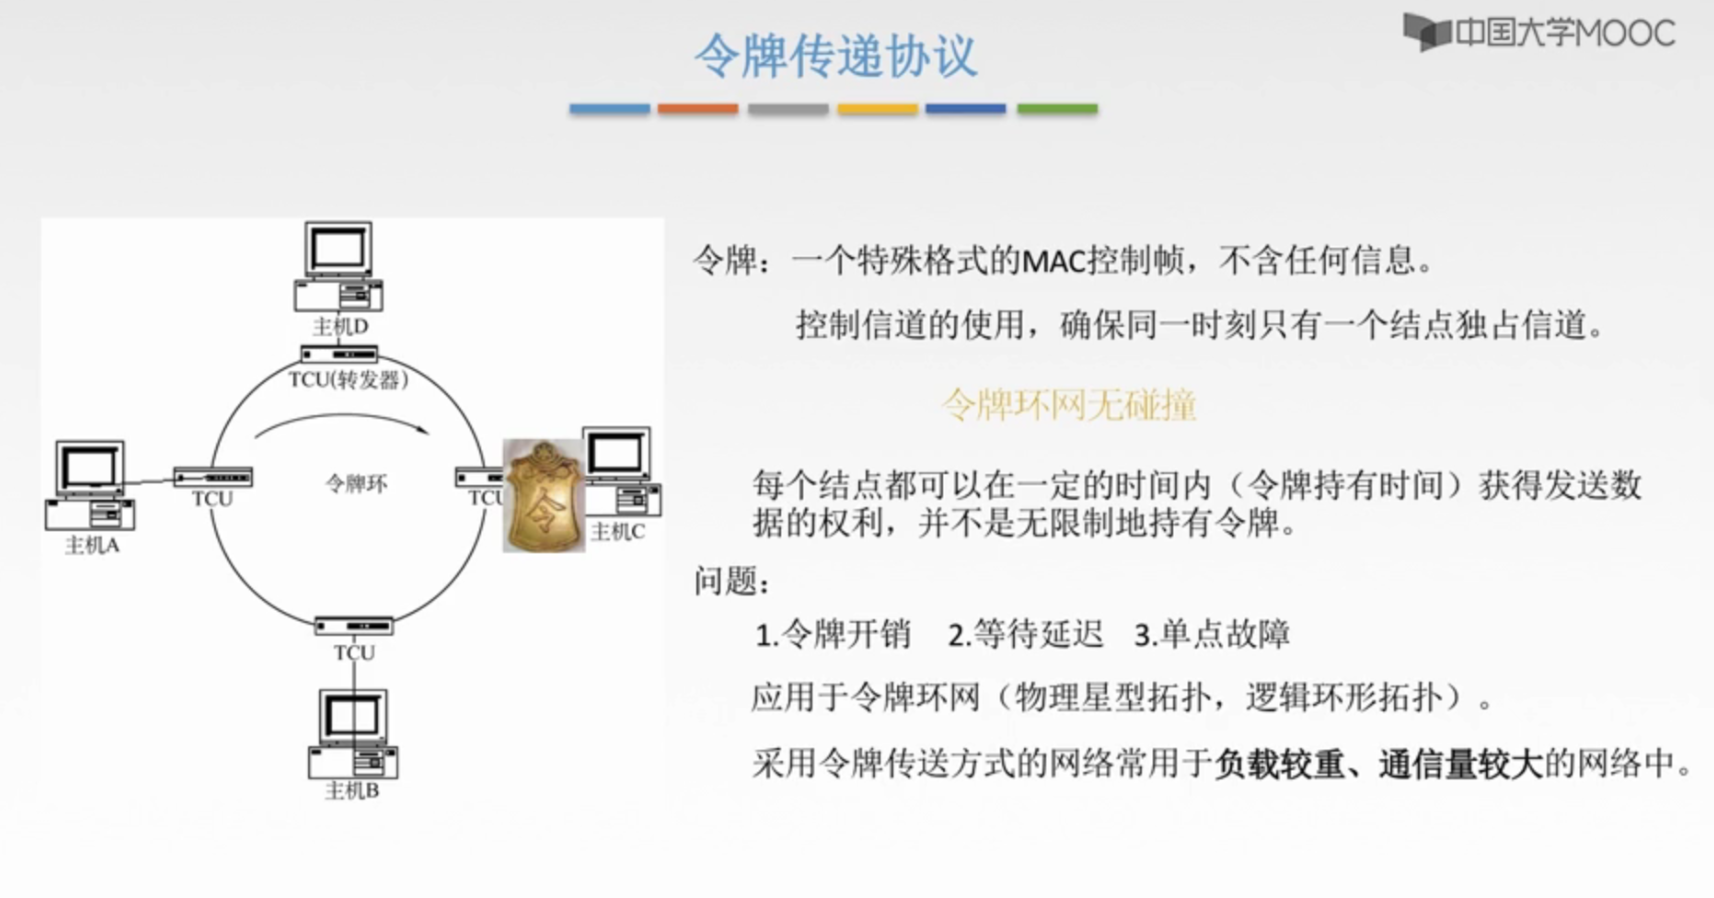 中国大学MOOC
令牌传递协议
主机D
TCU(转发器)
令牌环
TCU
主机A
TCU
令
主机C
TCU
主机B
令牌：一个特殊格式的MAC控制帧，不含任何信息。
控制信道的使用，确保同一时刻只有一个结点独占信道。
令牌环网无碰撞
每个结点都可以在一定的时间内（令牌持有时间）获得发送数
据的权利，并不是无限制地持有令牌。
问题：
1.令牌开销 2.等待延迟 3.单点故障
应用于令牌环网（物理星型拓扑，逻辑环形拓扑）。
采用令牌传送方式的网络常用于负载较重、通信量较大的网络中。